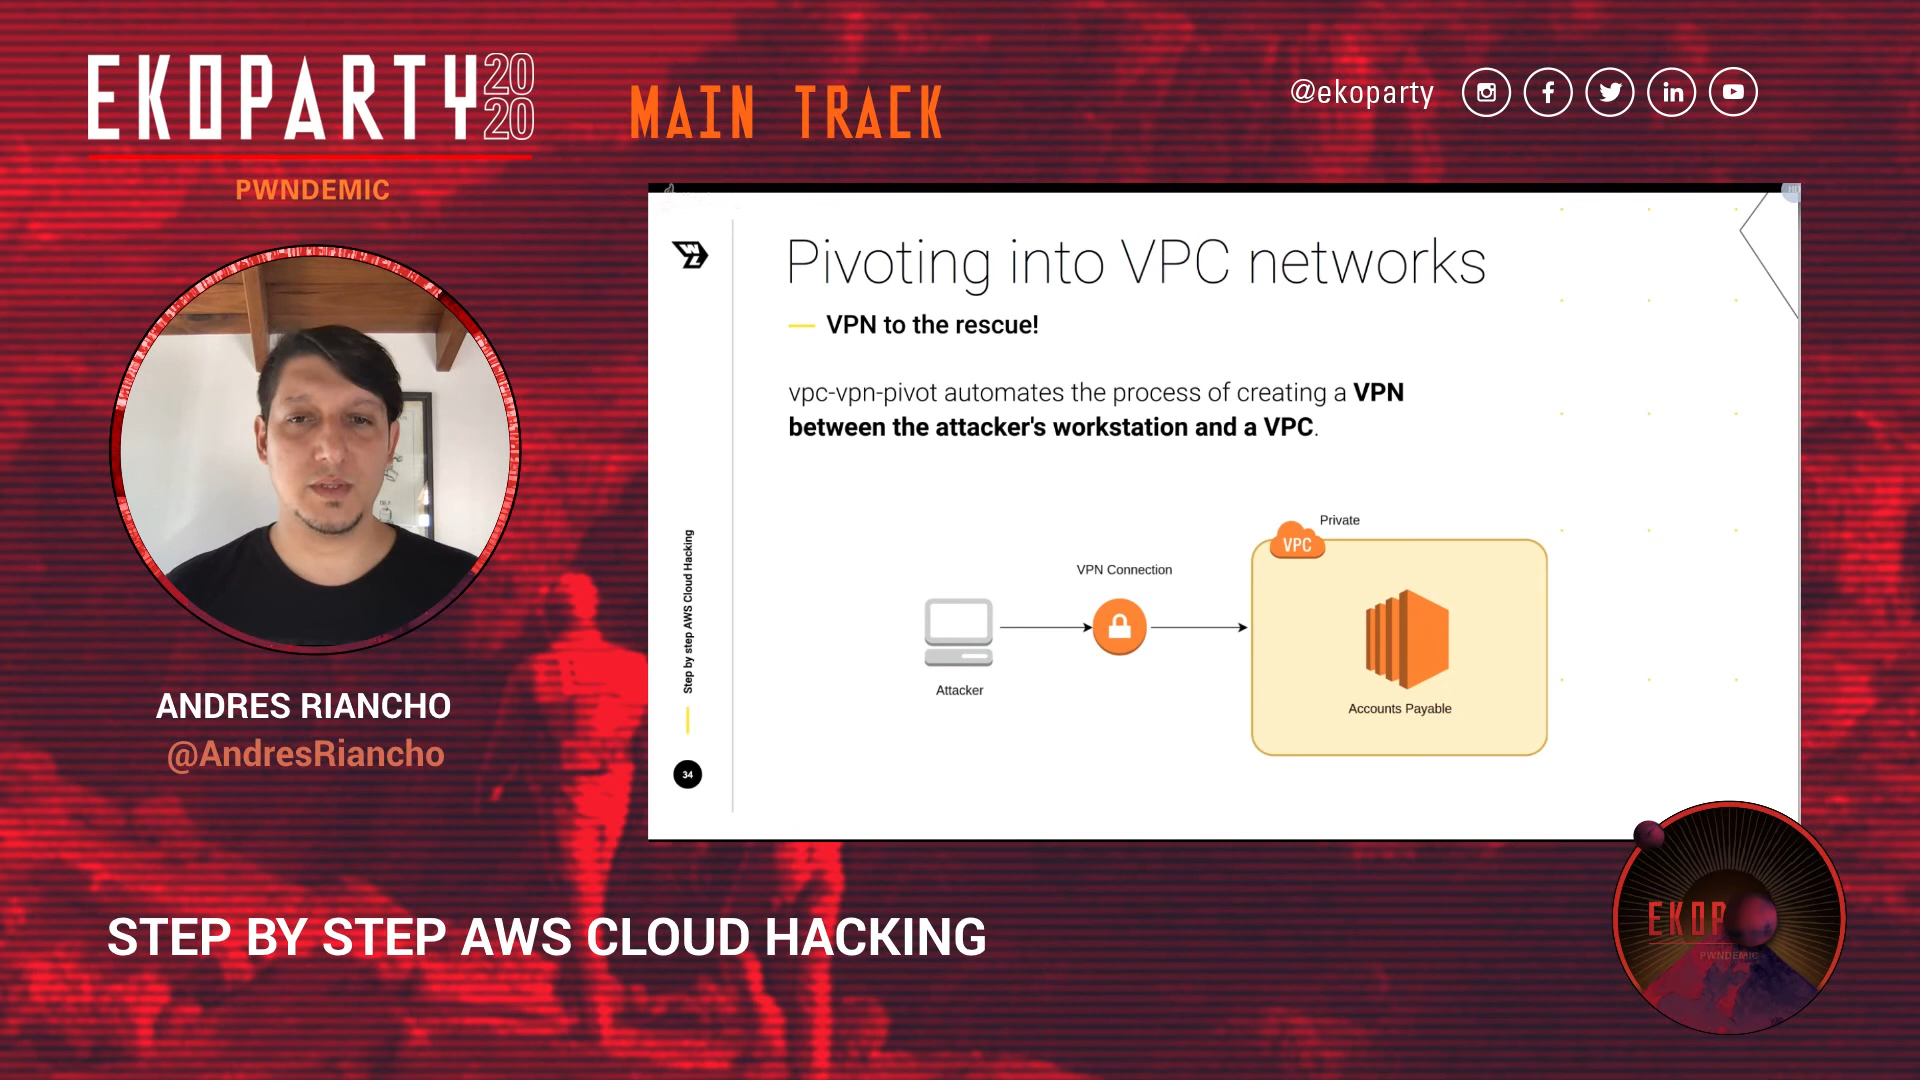 EKOPARTY 2020
MAIN TRACK
@ekoparty
PWNDEMIC
Pivoting into VPC networks
VPN to the rescue!
vpc-vpn-pivot automates the process of creating a VPN
between the attacker's workstation and a VPC.
Private
VPC
VPN Connection
Attacker
Accounts Payable
Step by step AWS Cloud Hacking
34
ANDRES RIANCHO
@AndresRiancho
STEP BY STEP AWS CLOUD HACKING
EKOP
PWNDEMIC